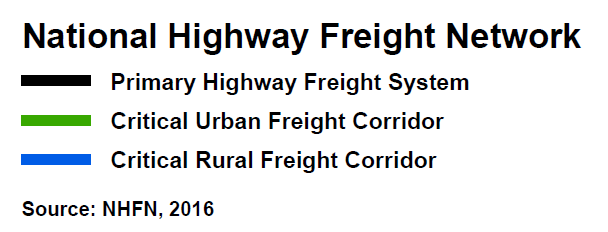 National Highway Freight Network
Primary Highway Freight System
Critical Urban Freight Corridor
Critical Rural Freight Corridor
Source: NHFN, 2016